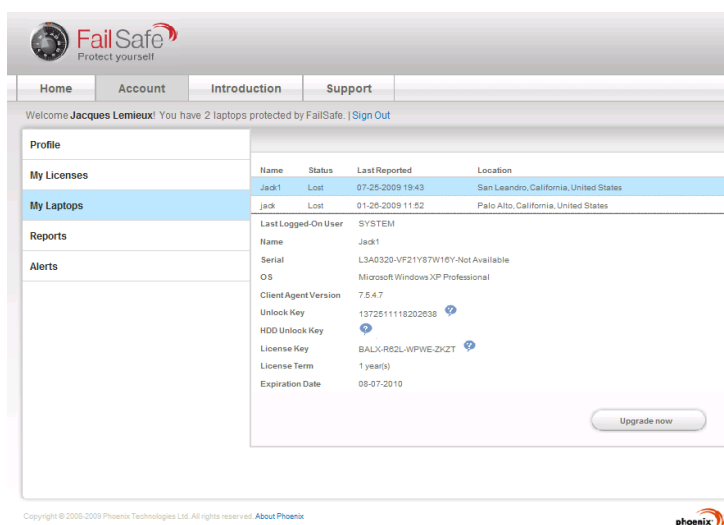 FailSafe
Protect yourself
Home Account Introduction Support
Welcome Jacques Lemieux! You have 2 laptops protected by FailSafe. | Sign Out
Profile
My Licenses
My Laptops
Reports
Alerts
Name Status Last Reported Location
Jack1 Lost 07-25-2009 19:43 San Leandro, California, United States
jack Lost 01-26-2009 11:52 Palo Alto, California, United States
Last Logged-On User SYSTEM
Name Jack1
Serial L3A0320-VF21Y87W16Y-Not Available
OS Microsoft Windows XP Professional
Client Agent Version 7.5.4.7
Unlock Key 1372511118202638 ?
HDD Unlock Key ?
License Key BALX-R62L-WPWE-ZKZT ?
License Term 1 year(s)
Expiration Date 08-07-2010
Upgrade now
Copyright © 2008-2009 Phoenix Technologies Ltd. All rights reserved. About Phoenix
phoenix